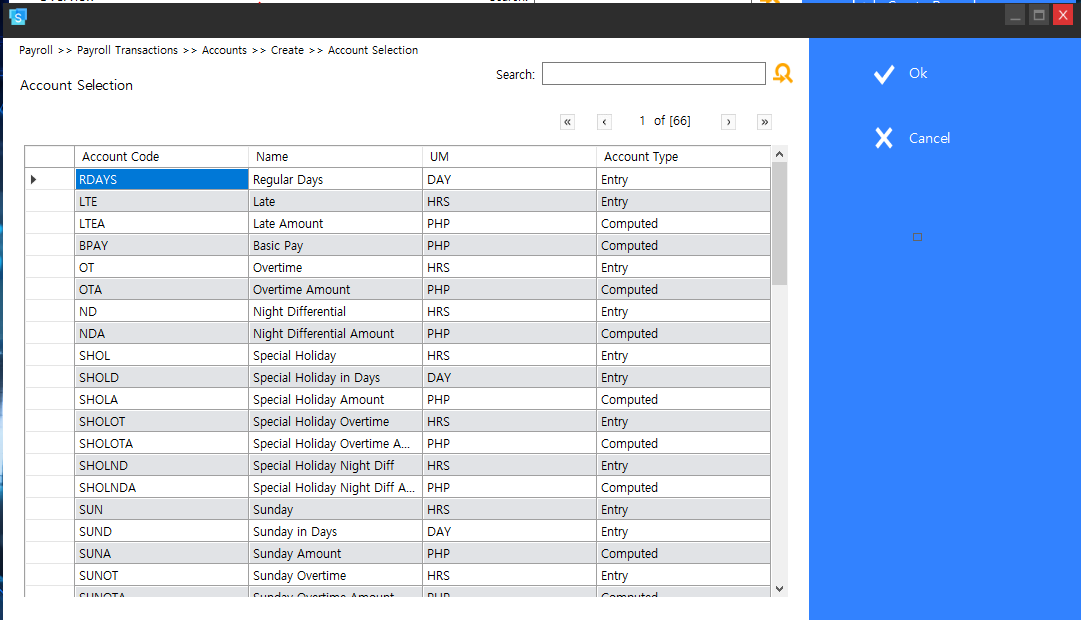 S
Payroll >> Payroll Transactions >> Accounts >> Create >> Account Selection
Search:
Account Selection
« ‹ 1 of [66] › »
Account Code Name UM Account Type
RDAYS Regular Days DAY Entry
LTE Late HRS Entry
LTEA Late Amount PHP Computed
BPAY Basic Pay PHP Computed
OT Overtime HRS Entry
OTA Overtime Amount PHP Computed
ND Night Differential HRS Entry
NDA Night Differential Amount PHP Computed
SHOL Special Holiday HRS Entry
SHOLD Special Holiday in Days DAY Entry
SHOLA Special Holiday Amount PHP Computed
SHOLOT Special Holiday Overtime HRS Entry
SHOLOTA Special Holiday Overtime A... PHP Computed
SHOLND Special Holiday Night Diff HRS Entry
SHOLNDA Special Holiday Night Diff A... PHP Computed
SUN Sunday HRS Entry
SUND Sunday in Days DAY Entry
SUNA Sunday Amount PHP Computed
SUNOT Sunday Overtime HRS Entry
SUNOTA Sunday Overtime Amount PHP Computed
Ok
Cancel